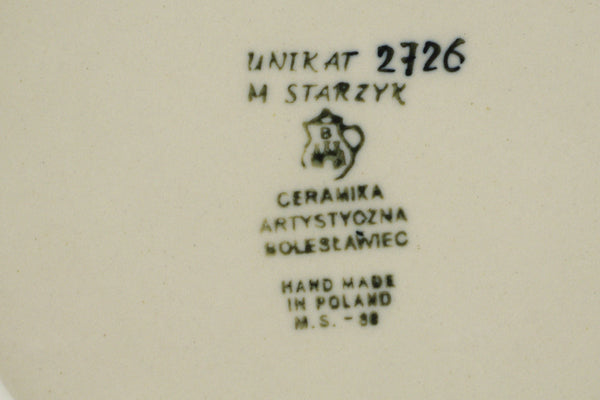 UNIKAT 2726
M STARZYK
B
CERAMIKA
ARTYSTYCZNA
BOLESŁAWIEC
HAND MADE
IN POLAND
M.S. -